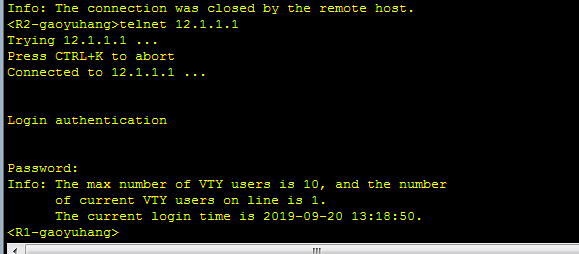 Info: The connection was closed by the remote host.
<R2-gaoyuhang>telnet 12.1.1.1
Trying 12.1.1.1 ...
Press CTRL+K to abort
Connected to 12.1.1.1 ...
Login authentication
Password:
Info: The max number of VTY users is 10, and the number
of current VTY users on line is 1.
The current login time is 2019-09-20 13:18:50.
<R1-gaoyuhang>